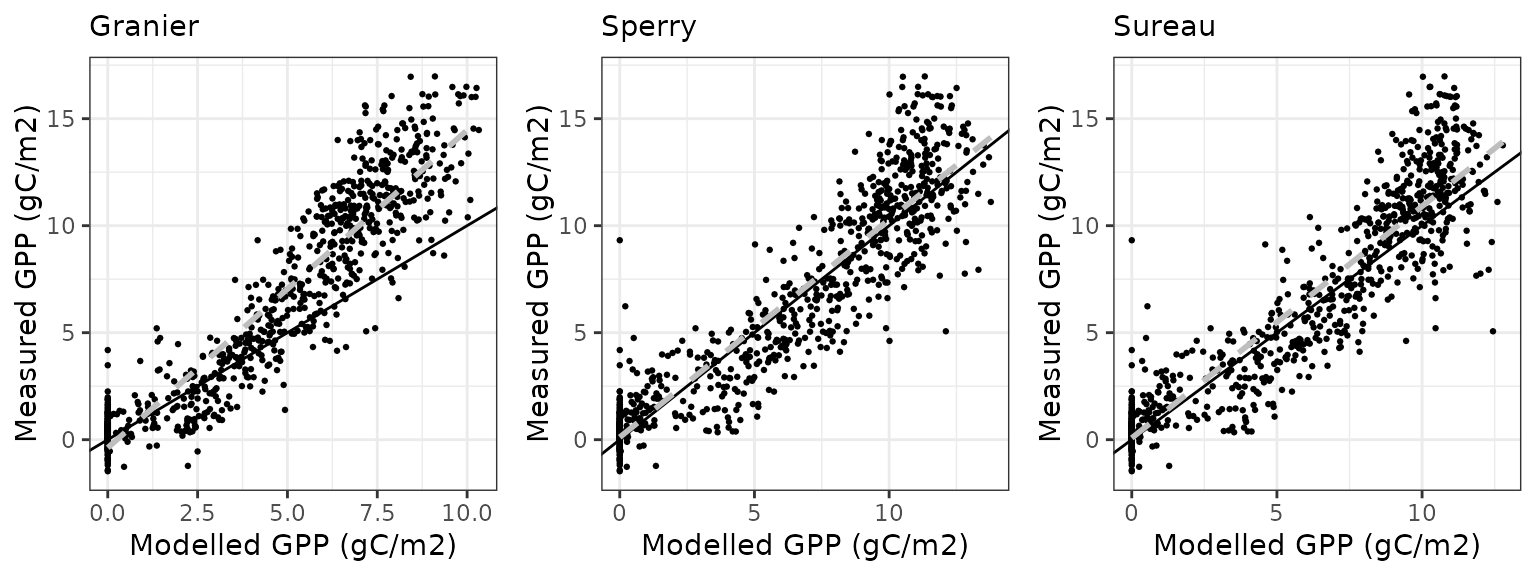 Granier
Measured GPP (gC/m2)
15
10
5
0
0.0 2.5 5.0 7.5 10.0
Modelled GPP (gC/m2)
Sperry
Measured GPP (gC/m2)
15
10
5
0
0 5 10
Modelled GPP (gC/m2)
Sureau
Measured GPP (gC/m2)
15
10
5
0
0 5 10
Modelled GPP (gC/m2)